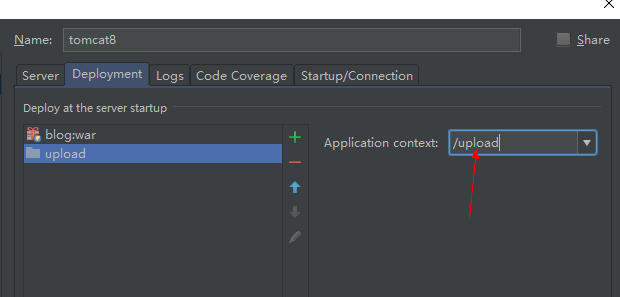 Name: tomcat8 Share
Server Deployment Logs Code Coverage Startup/Connection
Deploy at the server startup
blog:war
Application context: /upload
upload